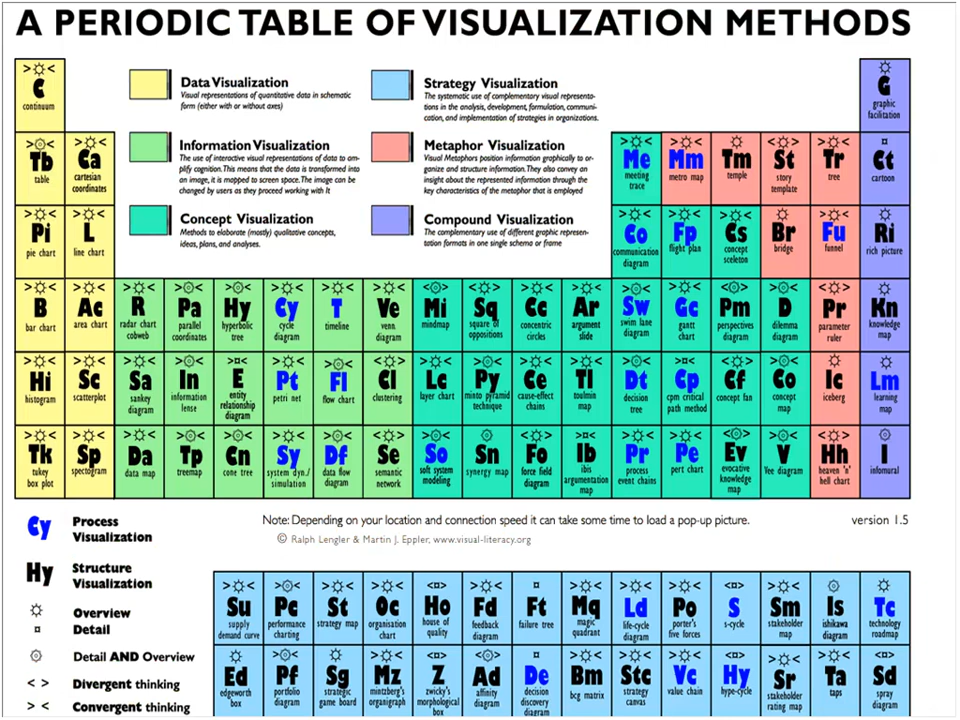 A PERIODIC TABLE OF VISUALIZATION METHODS
> < C continuum
Data Visualization
Visual representations of quantitative data in schematic
form (either with or without axes)
Strategy Visualization
The systematic use of complementary visual representa-
tions in the analysis, development, formulation, communi-
cation, and implementation of strategies in organizations.
G graphic facilitation
> < Tb table
> < Ca cartesian coordinates
Information Visualization
The use of interactive visual representations of data to am-
plify cognition. This means that the data is transformed into
an image, it is mapped to screen space. The image can be
changed by users as they proceed working with it
Metaphor Visualization
Visual Metaphors position information graphically to or-
ganize and structure information. They also convey an
insight about the represented information through the
key characteristics of the metaphor that is employed
> < Me meeting trace
> < Mm metro map
Tm temple
< > St story template
> < Tr tree
Ct cartoon
> < Pi pie chart
> < L line chart
Concept Visualization
Methods to elaborate (mostly) qualitative concepts,
ideas, plans, and analyses.
Compound Visualization
The complementary use of different graphic represen-
tation formats in one single schema or frame
> < Co communication diagram
> < Fp flight plan
> < Cs concept sceleton
Br bridge
> < Fu funnel
Ri rich picture
> < B bar chart
> < Ac area chart
> < R radar chart cobweb
> < Pa parallel coordinates
> < Hy hyperbolic tree
> < Cy cycle diagram
> < T timeline
> < Ve venn diagram
< > Mi mindmap
< > Sq square of oppositions
> < Cc concentric circles
> < Ar argument slide
> < Sw swim lane diagram
> < Gc gantt chart
< > Pm perspectives diagram
> < D dilemma diagram
< > Pr parameter ruler
Kn knowledge map
> < Hi histogram
> < Sc scatterplot
> < Sa sankey diagram
> < In information lense
> < E entity relationship diagram
> < Pt petri net
> < Fl flow chart
< > Cl clustering
> < Lc layer chart
> < Py minto pyramid technique
> < Ce cause-effect chains
> < Tl toulmin map
> < Dt decision tree
> < Cp cpm critical path method
< > Cf concept fan
> < Co concept map
Ic iceberg
Lm learning map
> < Tk tukey box plot
> < Sp spectogram
> < Da data map
> < Tp treemap
> < Cn cone tree
> < Sy system dyn./ simulation
> < Df data flow diagram
< > Se semantic network
> < So soft system modeling
Sn synergy map
> < Fo force field diagram
> < Ib ibis argumentation map
> < Pr process event chains
> < Pe pert chart
< > Ev evocative knowledge map
> < V Vee diagram
> < Hh heaven 'n' hell chart
I infomural
Cy Process Visualization
Note: Depending on your location and connection speed it can take some time to load a pop-up picture.
version 1.5
© Ralph Lengler & Martin J. Eppler, www.visual-literacy.org
Hy Structure Visualization
Overview
Detail
Detail AND Overview
< > Divergent thinking
> < Convergent thinking
> < Su supply demand curve
> < Pc performance charting
> < St strategy map
> < Oc organisation chart
< > Ho house of quality
> < Fd feedback diagram
Ft failure tree
> < Mq magic quadrant
> < Ld life-cycle diagram
> < Po porter's five forces
< > S s-cycle
> < Sm stakeholder map
Is ishikawa diagram
Tc technology roadmap
Ed edgeworth box
> < Pf portfolio diagram
Sg strategic game board
> < Mz mintzberg's organigraph
< > Z zwicky's morphological box
< > Ad affinity diagram
De decision discovery diagram
> < Bm bcg matrix
> < Stc strategy canvas
> < Vc value chain
< > Hy hype-cycle
> < Sr stakeholder rating map
> < Ta taps
< > Sd spray diagram